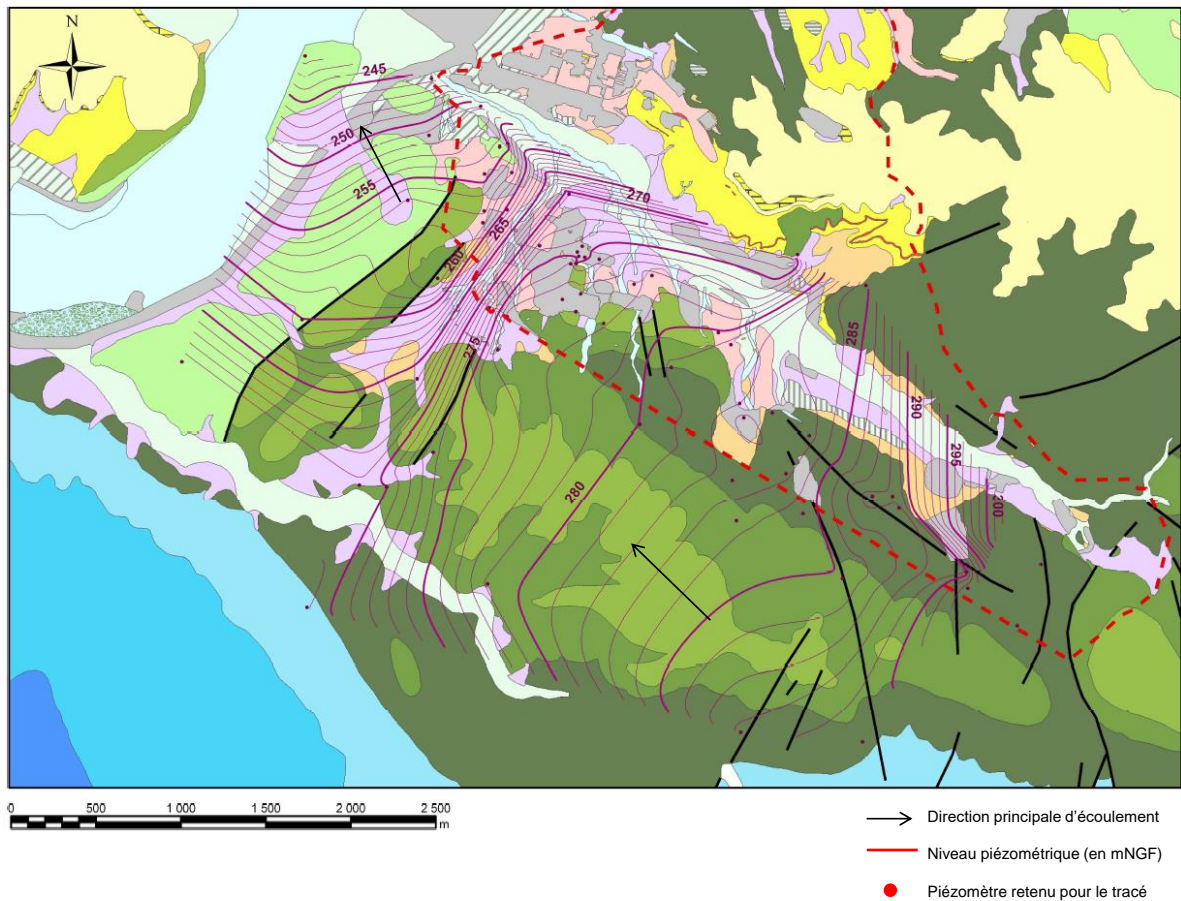 N
245
250
255
270
265
260
275
285
290
295
280
200
0 500 1 000 1 500 2 000 2 500
m
Direction principale d'écoulement
Niveau piézométrique (en mNGF)
Piézomètre retenu pour le tracé